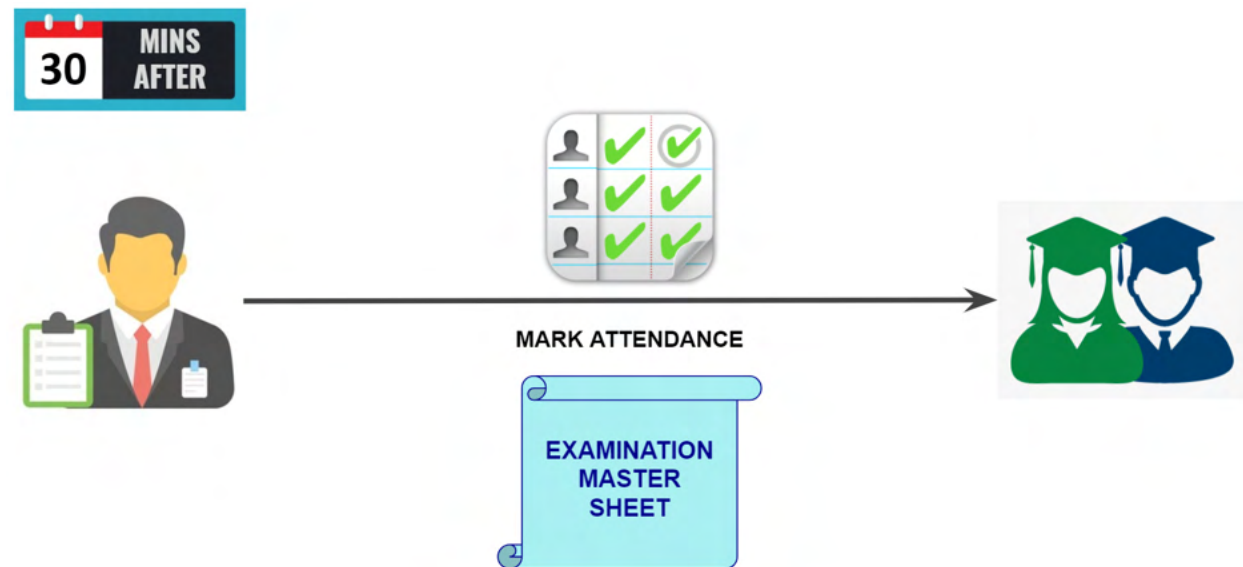 30
MINS
AFTER
MARK ATTENDANCE
EXAMINATION
MASTER
SHEET